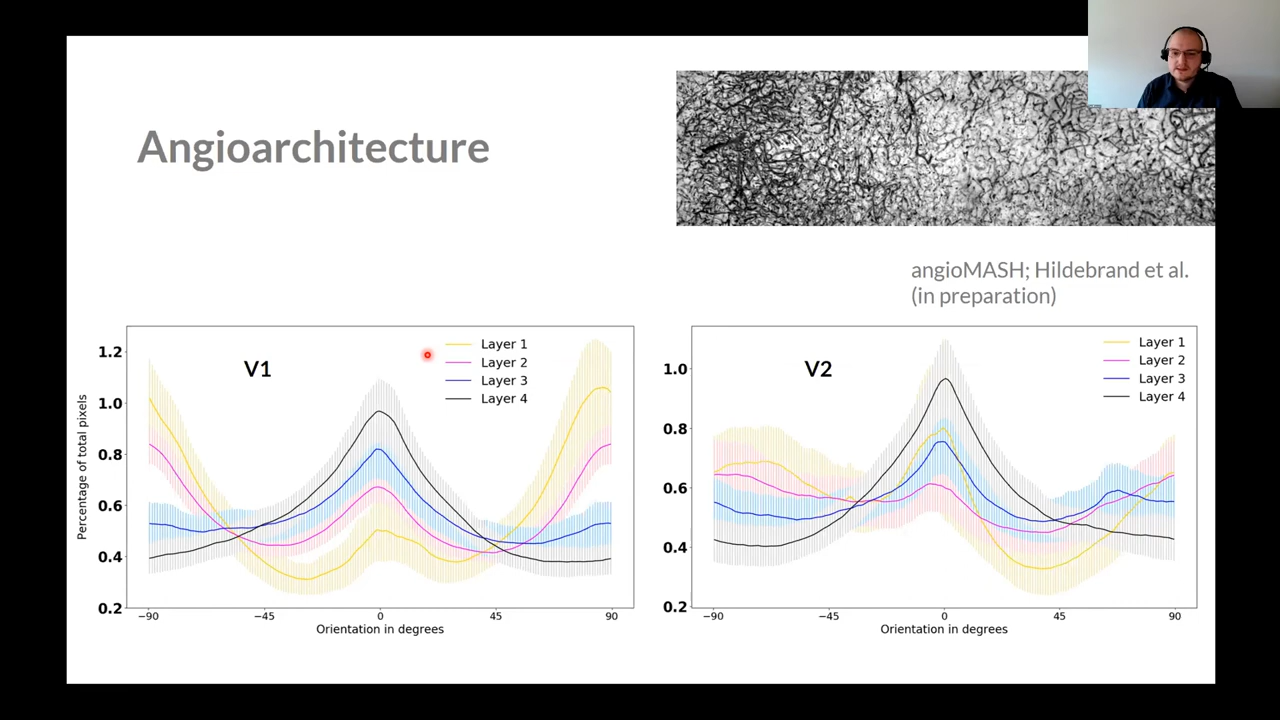 Angioarchitecture
angioMASH; Hildebrand et al.
(in preparation)
V1
Layer 1
Layer 2
Layer 3
Layer 4
Percentage of total pixels
1.2
1.0
0.8
0.6
0.4
0.2
−90
−45
0
45
90
Orientation in degrees
V2
Layer 1
Layer 2
Layer 3
Layer 4
1.0
0.8
0.6
0.4
0.2
−90
−45
0
45
90
Orientation in degrees